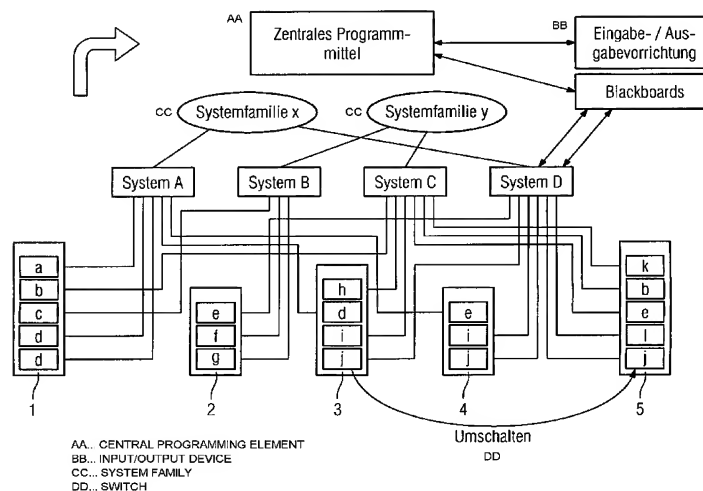 AA
Zentrales Programm-
mittel
BB
Eingabe- / Aus-
gabevorrichtung
Blackboards
CC
Systemfamilie x
CC
Systemfamilie y
System A
System B
System C
System D
a
b
c
d
d
1
e
f
g
2
h
d
i
j
3
e
i
j
4
k
b
e
l
j
5
Umschalten
DD
AA... CENTRAL PROGRAMMING ELEMENT
BB... INPUT/OUTPUT DEVICE
CC... SYSTEM FAMILY
DD... SWITCH